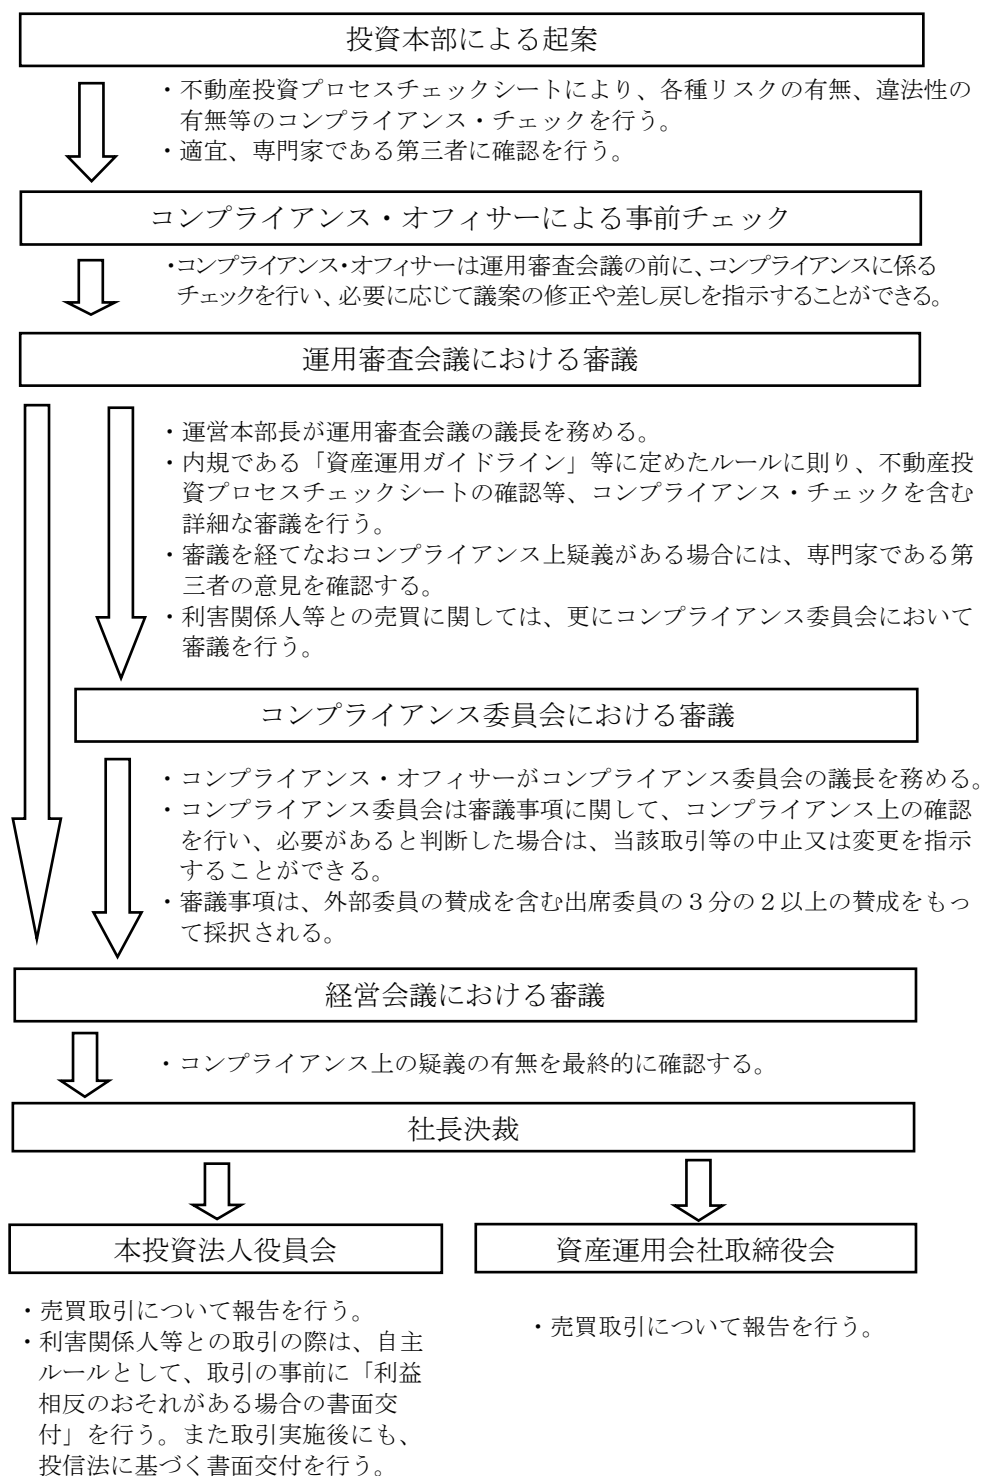 投資本部による起案
・不動産投資プロセスチェックシートにより、各種リスクの有無、違法性の
有無等のコンプライアンス・チェックを行う。
・適宜、専門家である第三者に確認を行う。
コンプライアンス・オフィサーによる事前チェック
・コンプライアンス・オフィサーは運用審査会議の前に、コンプライアンスに係る
チェックを行い、必要に応じて議案の修正や差し戻しを指示することができる。
運用審査会議における審議
・運営本部長が運用審査会議の議長を務める。
・内規である「資産運用ガイドライン」等に定めたルールに則り、不動産投
資プロセスチェックシートの確認等、コンプライアンス・チェックを含む
詳細な審議を行う。
・審議を経てなおコンプライアンス上疑義がある場合には、専門家である第
三者の意見を確認する。
・利害関係人等との売買に関しては、更にコンプライアンス委員会において
審議を行う。
コンプライアンス委員会における審議
・コンプライアンス・オフィサーがコンプライアンス委員会の議長を務める。
・コンプライアンス委員会は審議事項に関して、コンプライアンス上の確認
を行い、必要があると判断した場合は、当該取引等の中止又は変更を指示
することができる。
・審議事項は、外部委員の賛成を含む出席委員の３分の２以上の賛成をもっ
て採択される。
経営会議における審議
・コンプライアンス上の疑義の有無を最終的に確認する。
社長決裁
本投資法人役員会
・売買取引について報告を行う。
・利害関係人等との取引の際は、自主
ルールとして、取引の事前に「利益
相反のおそれがある場合の書面交
付」を行う。また取引実施後にも、
投信法に基づく書面交付を行う。
資産運用会社取締役会
・売買取引について報告を行う。